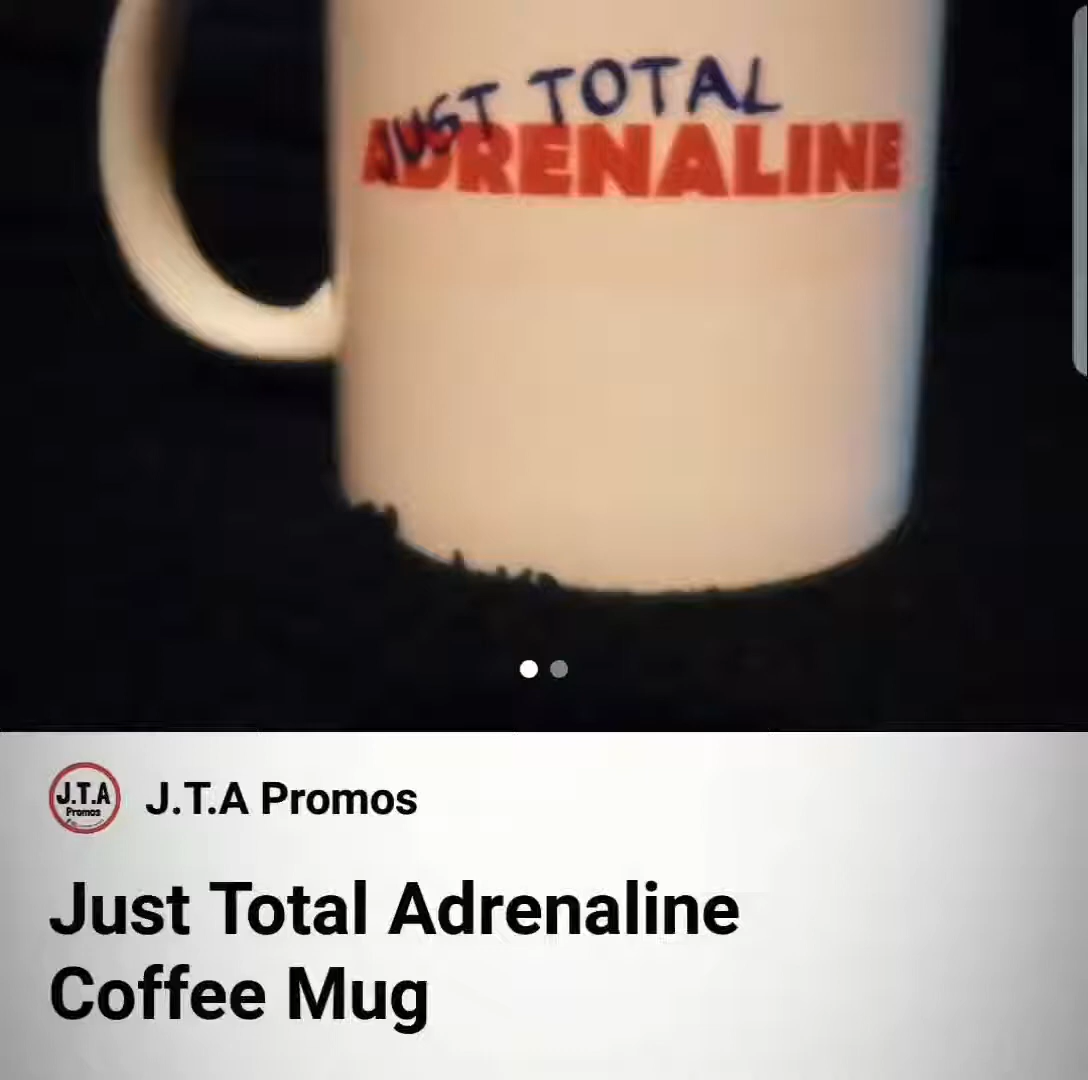 JUST TOTAL
ADRENALINE
J.T.A
Promos
J.T.A Promos
Just Total Adrenaline
Coffee Mug